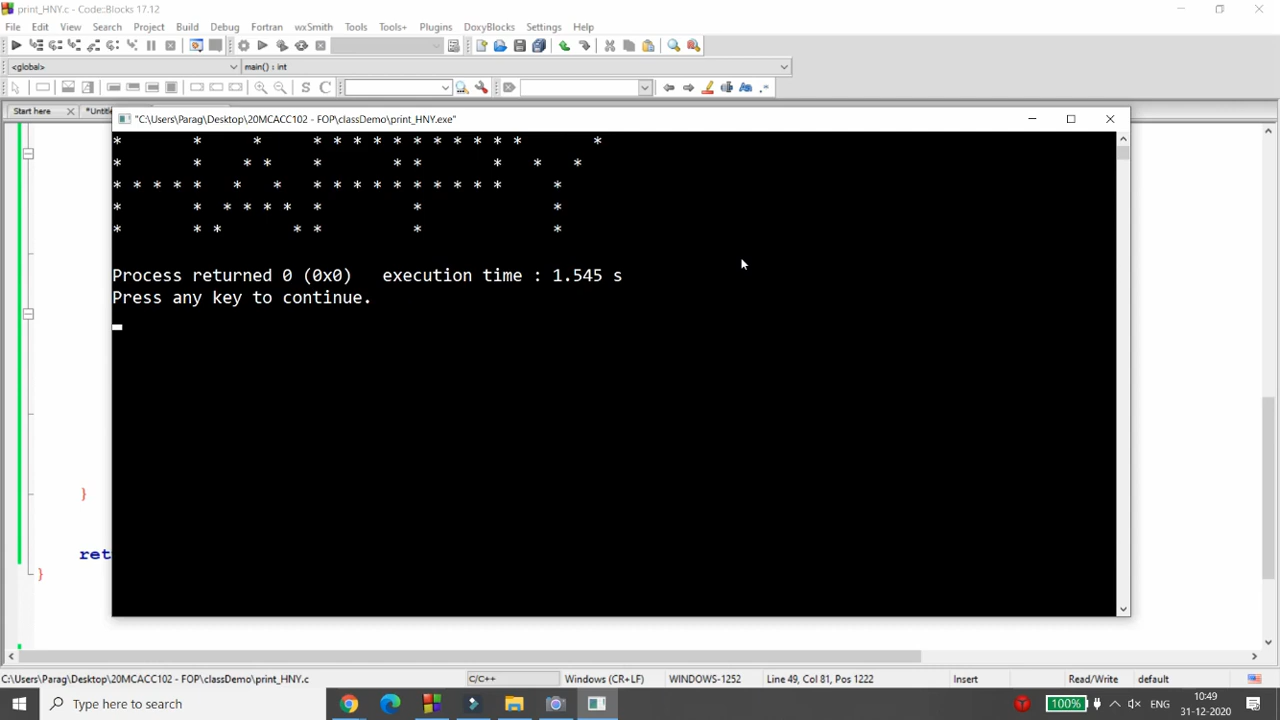 print_HNY.c - Code::Blocks 17.12
File Edit View Search Project Build Debug Fortran wxSmith Tools Tools+ Plugins DoxyBlocks Settings Help
<global> main() : int
S C
Start here *Untitl
"C:\Users\Parag\Desktop\20MCACC102 - FOP\classDemo\print_HNY.exe"
*       *     *     * * * * * * * * * * *       *
*       *    * *    *       * *       *   *   *
* * * * *   *   *   * * * * * * * * * *     *
*       *  * * * *  *         *             *
*       * *       * *         *             *
Process returned 0 (0x0)   execution time : 1.545 s
Press any key to continue.
}
ret
}
C:\Users\Parag\Desktop\20MCACC102 - FOP\classDemo\print_HNY.c C/C++ Windows (CR+LF) WINDOWS-1252 Line 49, Col 81, Pos 1222 Insert Read/Write default
Type here to search 100% ENG 10:49
31-12-2020